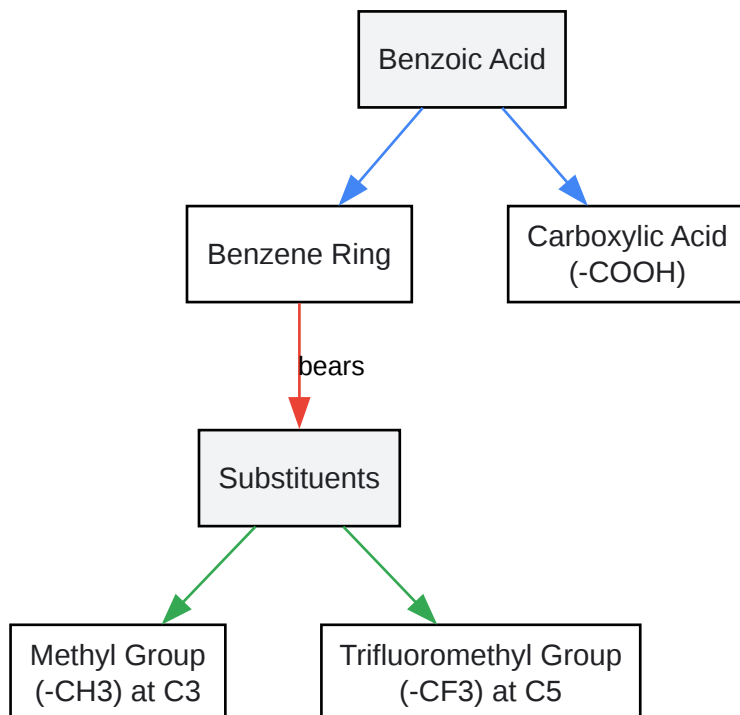 Benzoic Acid
Benzene Ring
Carboxylic Acid
(-COOH)
bears
Substituents
Methyl Group
(-CH3) at C3
Trifluoromethyl Group
(-CF3) at C5